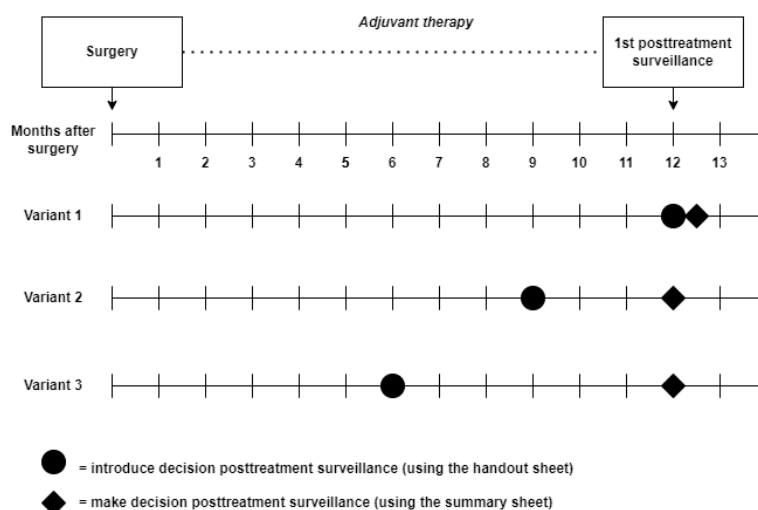 Surgery
Adjuvant therapy
1st posttreatment
surveillance
Months after
surgery
1 2 3 4 5 6 7 8 9 10 11 12 13
Variant 1
Variant 2
Variant 3
= introduce decision posttreatment surveillance (using the handout sheet)
= make decision posttreatment surveillance (using the summary sheet)